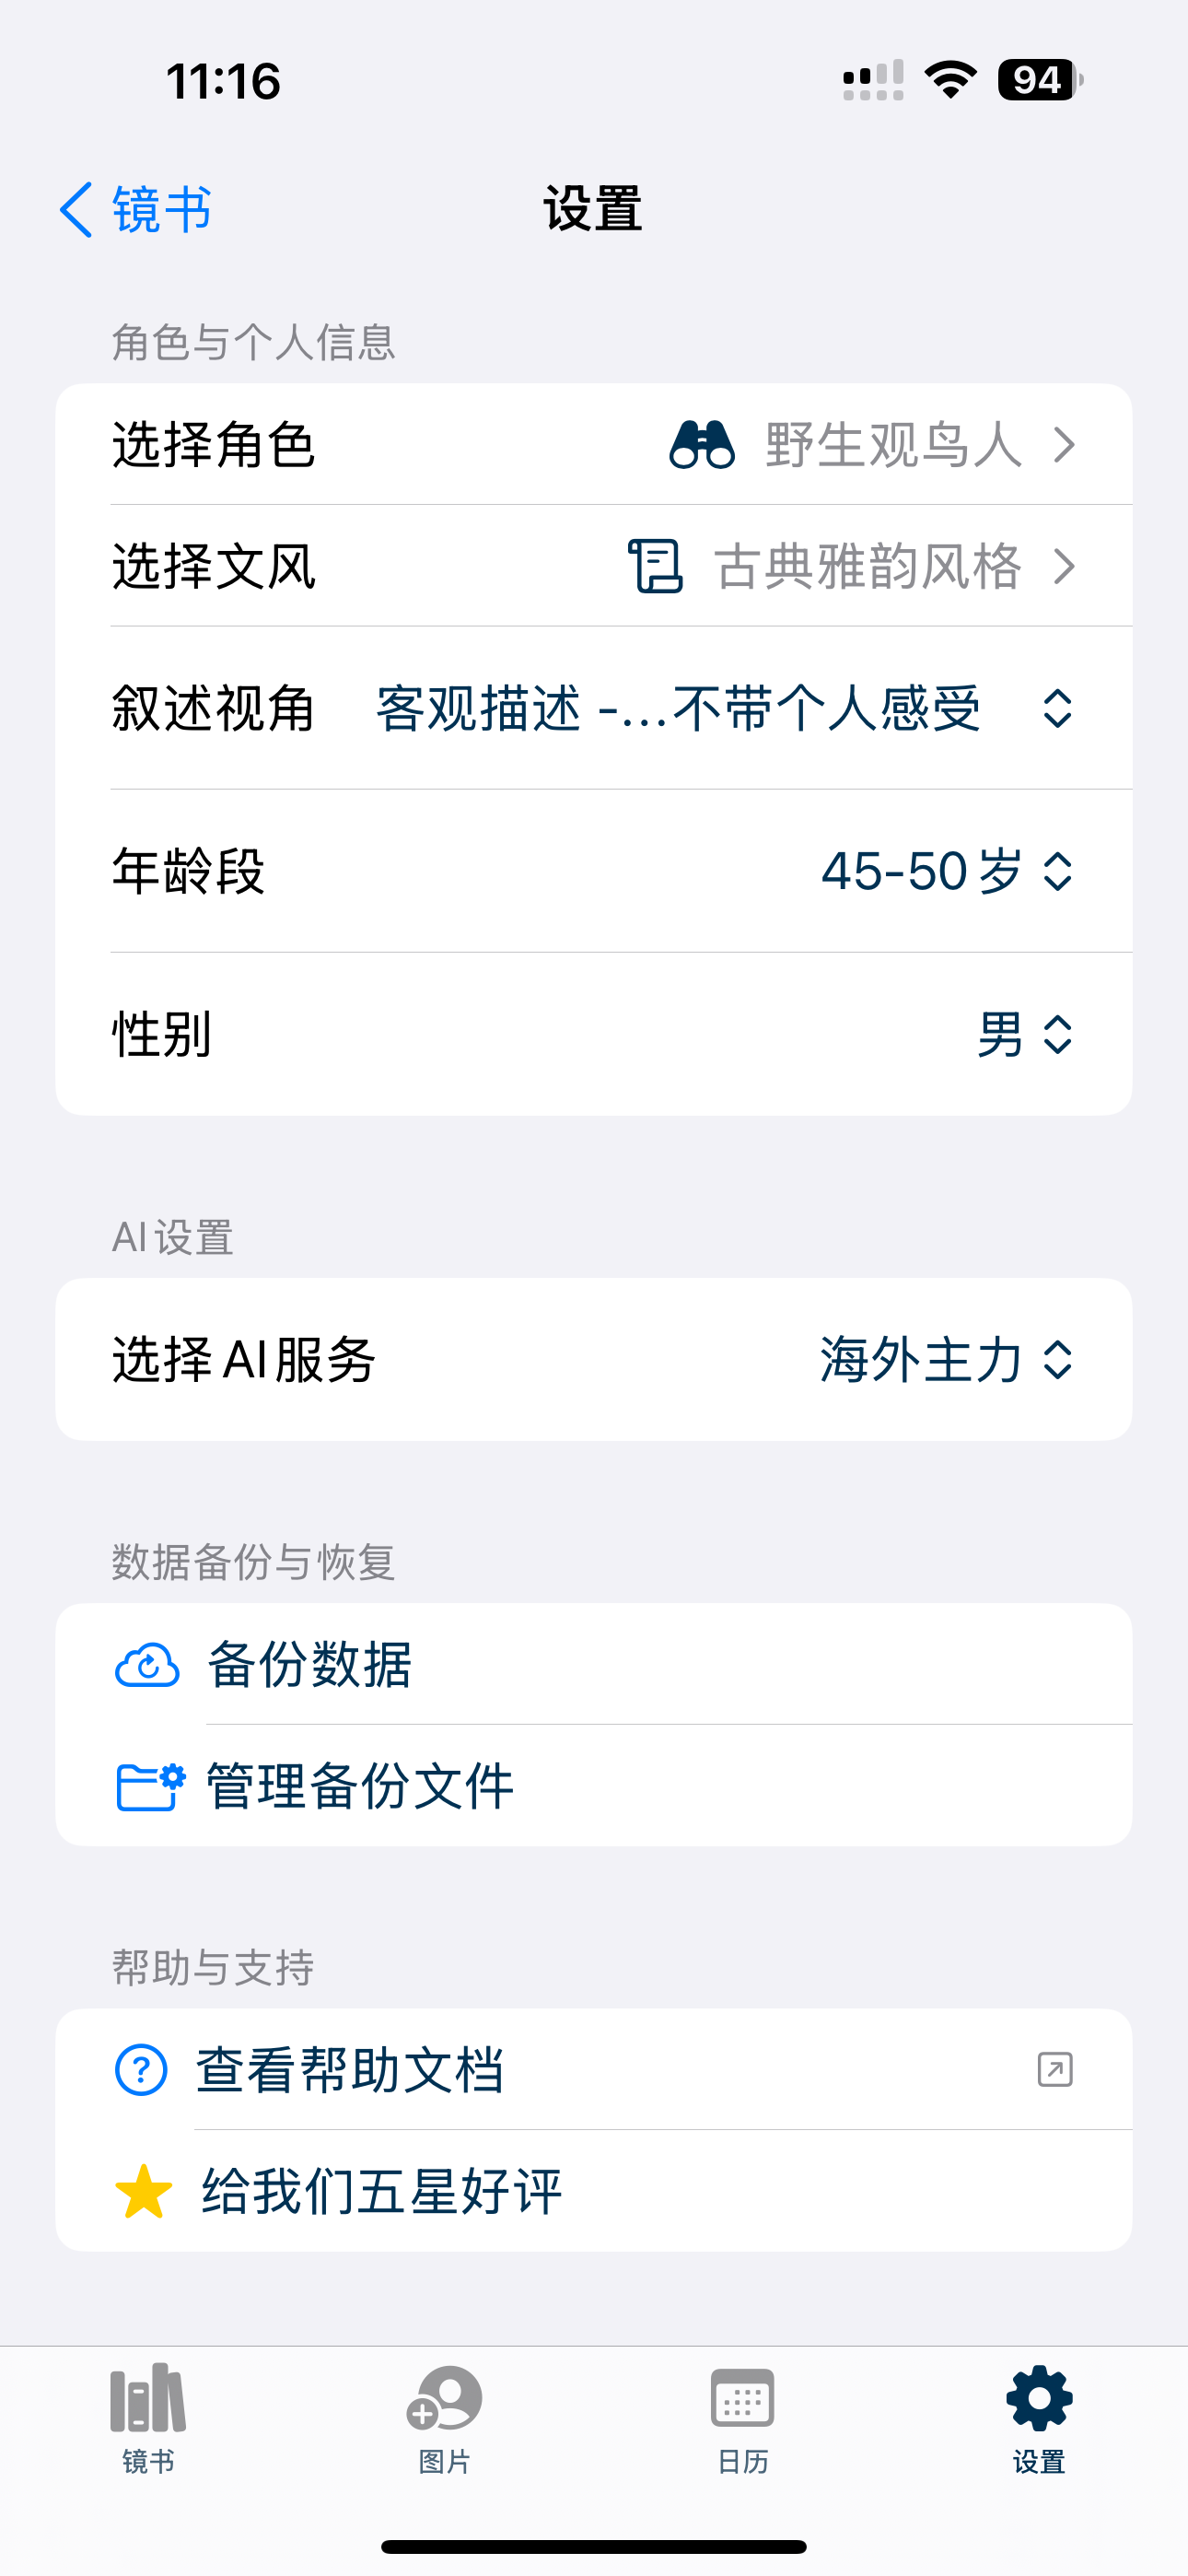 11:16
94
镜书
设置
角色与个人信息
选择角色 野生观鸟人
选择文风 古典雅韵风格
叙述视角 客观描述 -...不带个人感受
年龄段 45-50 岁
性别 男
AI 设置
选择 AI 服务 海外主力
数据备份与恢复
备份数据
管理备份文件
帮助与支持
查看帮助文档
给我们五星好评
镜书 图片 日历 设置